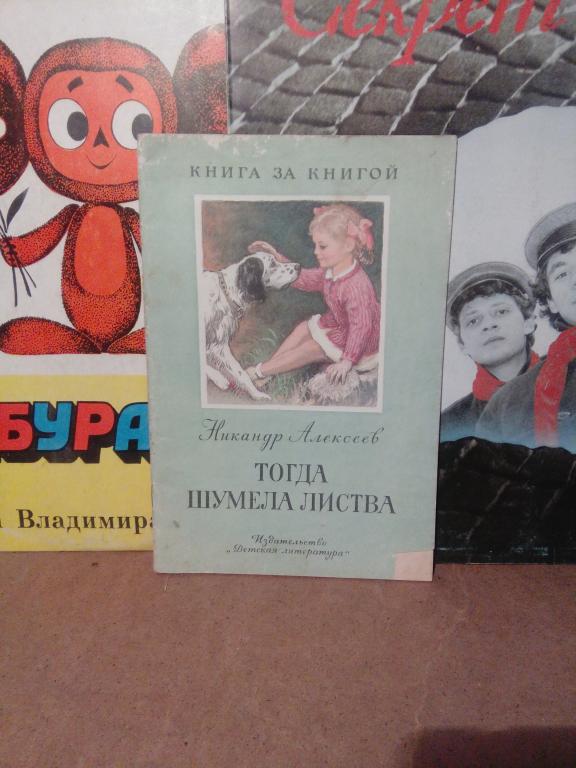 Секрет
КНИГА ЗА КНИГОЙ
Никандр Алексеев
ТОГДА
ШУМЕЛА ЛИСТВА
Издательство
„Детская литература"
БУРА
Владимира